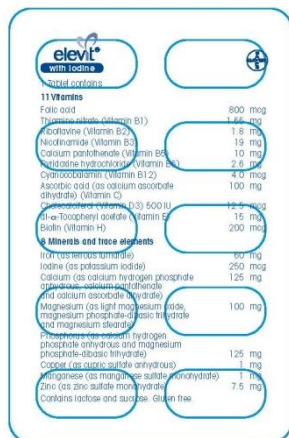 elevit
with iodine
1 Tablet contains
11 Vitamins
Folic acid 800 mcg
Thiamine nitrate (Vitamin B1) 1.55 mg
Riboflavine (Vitamin B2) 1.8 mg
Nicotinamide (Vitamin B3) 19 mg
Calcium pantothenate (Vitamin B5) 10 mg
Pyridoxine hydrochloride (Vitamin B6) 2.6 mg
Cyanocobalamin (Vitamin B12) 4.0 mcg
Ascorbic acid (as calcium ascorbate 100 mg
dihydrate) (Vitamin C)
Cholecalciferol (Vitamin D3) 500 IU 12.5 mcg
dl-α-Tocopheryl acetate (Vitamin E) 15 mg
Biotin (Vitamin H) 200 mcg
8 Minerals and trace elements
Iron (as ferrous fumarate) 60 mg
Iodine (as potassium iodide) 250 mcg
Calcium (as calcium hydrogen phosphate 125 mg
anhydrous, calcium pantothenate
and calcium ascorbate dihydrate)
Magnesium (as light magnesium oxide, 100 mg
magnesium phosphate-dibasic trihydrate
and magnesium stearate)
Phosphorus (as calcium hydrogen
phosphate anhydrous and magnesium
phosphate-dibasic trihydrate) 125 mg
Copper (as cupric sulfate anhydrous) 1 mg
Manganese (as manganese sulfate monohydrate) 1 mg
Zinc (as zinc sulfate monohydrate) 7.5 mg
Contains lactose and sucrose. Gluten free.